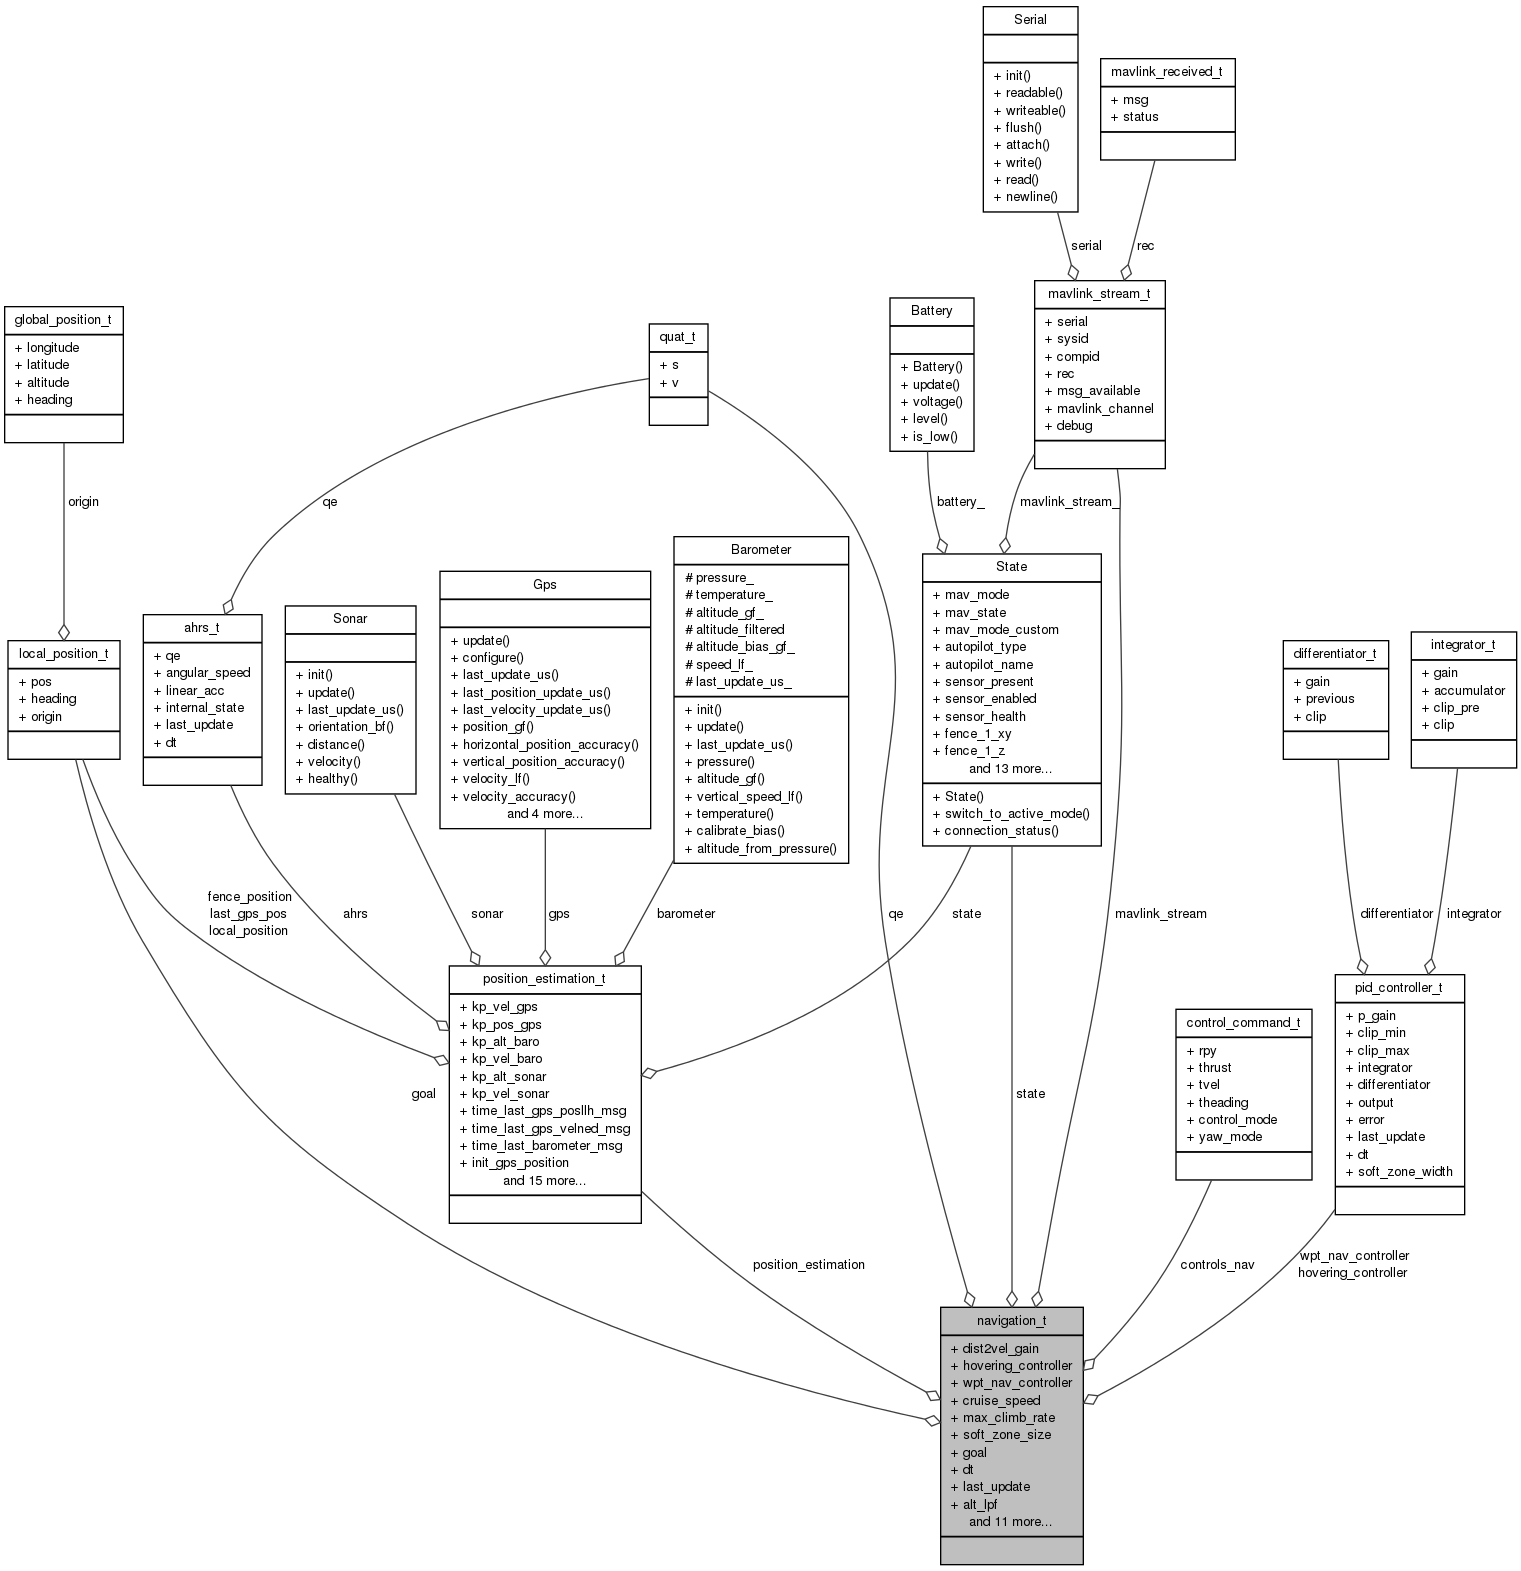 Serial
+ init()
+ readable()
+ writeable()
+ flush()
+ attach()
+ write()
+ read()
+ newline()
mavlink_received_t
+ msg
+ status
serial
rec
mavlink_stream_t
+ serial
+ sysid
+ compid
+ rec
+ msg_available
+ mavlink_channel
+ debug
Battery
+ Battery()
+ update()
+ voltage()
+ level()
+ is_low()
global_position_t
+ longitude
+ latitude
+ altitude
+ heading
quat_t
+ s
+ v
origin
qe
battery_
mavlink_stream_
local_position_t
+ pos
+ heading
+ origin
ahrs_t
+ qe
+ angular_speed
+ linear_acc
+ internal_state
+ last_update
+ dt
Sonar
+ init()
+ update()
+ last_update_us()
+ orientation_bf()
+ distance()
+ velocity()
+ healthy()
Gps
+ update()
+ configure()
+ last_update_us()
+ last_position_update_us()
+ last_velocity_update_us()
+ position_gf()
+ horizontal_position_accuracy()
+ vertical_position_accuracy()
+ velocity_lf()
+ velocity_accuracy()
and 4 more...
Barometer
# pressure_
# temperature_
# altitude_gf_
# altitude_filtered
# altitude_bias_gf_
# speed_lf_
# last_update_us_
+ init()
+ update()
+ last_update_us()
+ pressure()
+ altitude_gf()
+ vertical_speed_lf()
+ temperature()
+ calibrate_bias()
+ altitude_from_pressure()
State
+ mav_mode
+ mav_state
+ mav_mode_custom
+ autopilot_type
+ autopilot_name
+ sensor_present
+ sensor_enabled
+ sensor_health
+ fence_1_xy
+ fence_1_z
and 13 more...
+ State()
+ switch_to_active_mode()
+ connection_status()
differentiator_t
+ gain
+ previous
+ clip
integrator_t
+ gain
+ accumulator
+ clip_pre
+ clip
fence_position
last_gps_pos
local_position
ahrs
sonar
gps
barometer
qe
state
mavlink_stream
differentiator
integrator
position_estimation_t
+ kp_vel_gps
+ kp_pos_gps
+ kp_alt_baro
+ kp_vel_baro
+ kp_alt_sonar
+ kp_vel_sonar
+ time_last_gps_posllh_msg
+ time_last_gps_velned_msg
+ time_last_barometer_msg
+ init_gps_position
and 15 more...
control_command_t
+ rpy
+ thrust
+ tvel
+ theading
+ control_mode
+ yaw_mode
pid_controller_t
+ p_gain
+ clip_min
+ clip_max
+ integrator
+ differentiator
+ output
+ error
+ last_update
+ dt
+ soft_zone_width
goal
state
position_estimation
controls_nav
wpt_nav_controller
hovering_controller
navigation_t
+ dist2vel_gain
+ hovering_controller
+ wpt_nav_controller
+ cruise_speed
+ max_climb_rate
+ soft_zone_size
+ goal
+ dt
+ last_update
+ alt_lpf
and 11 more...